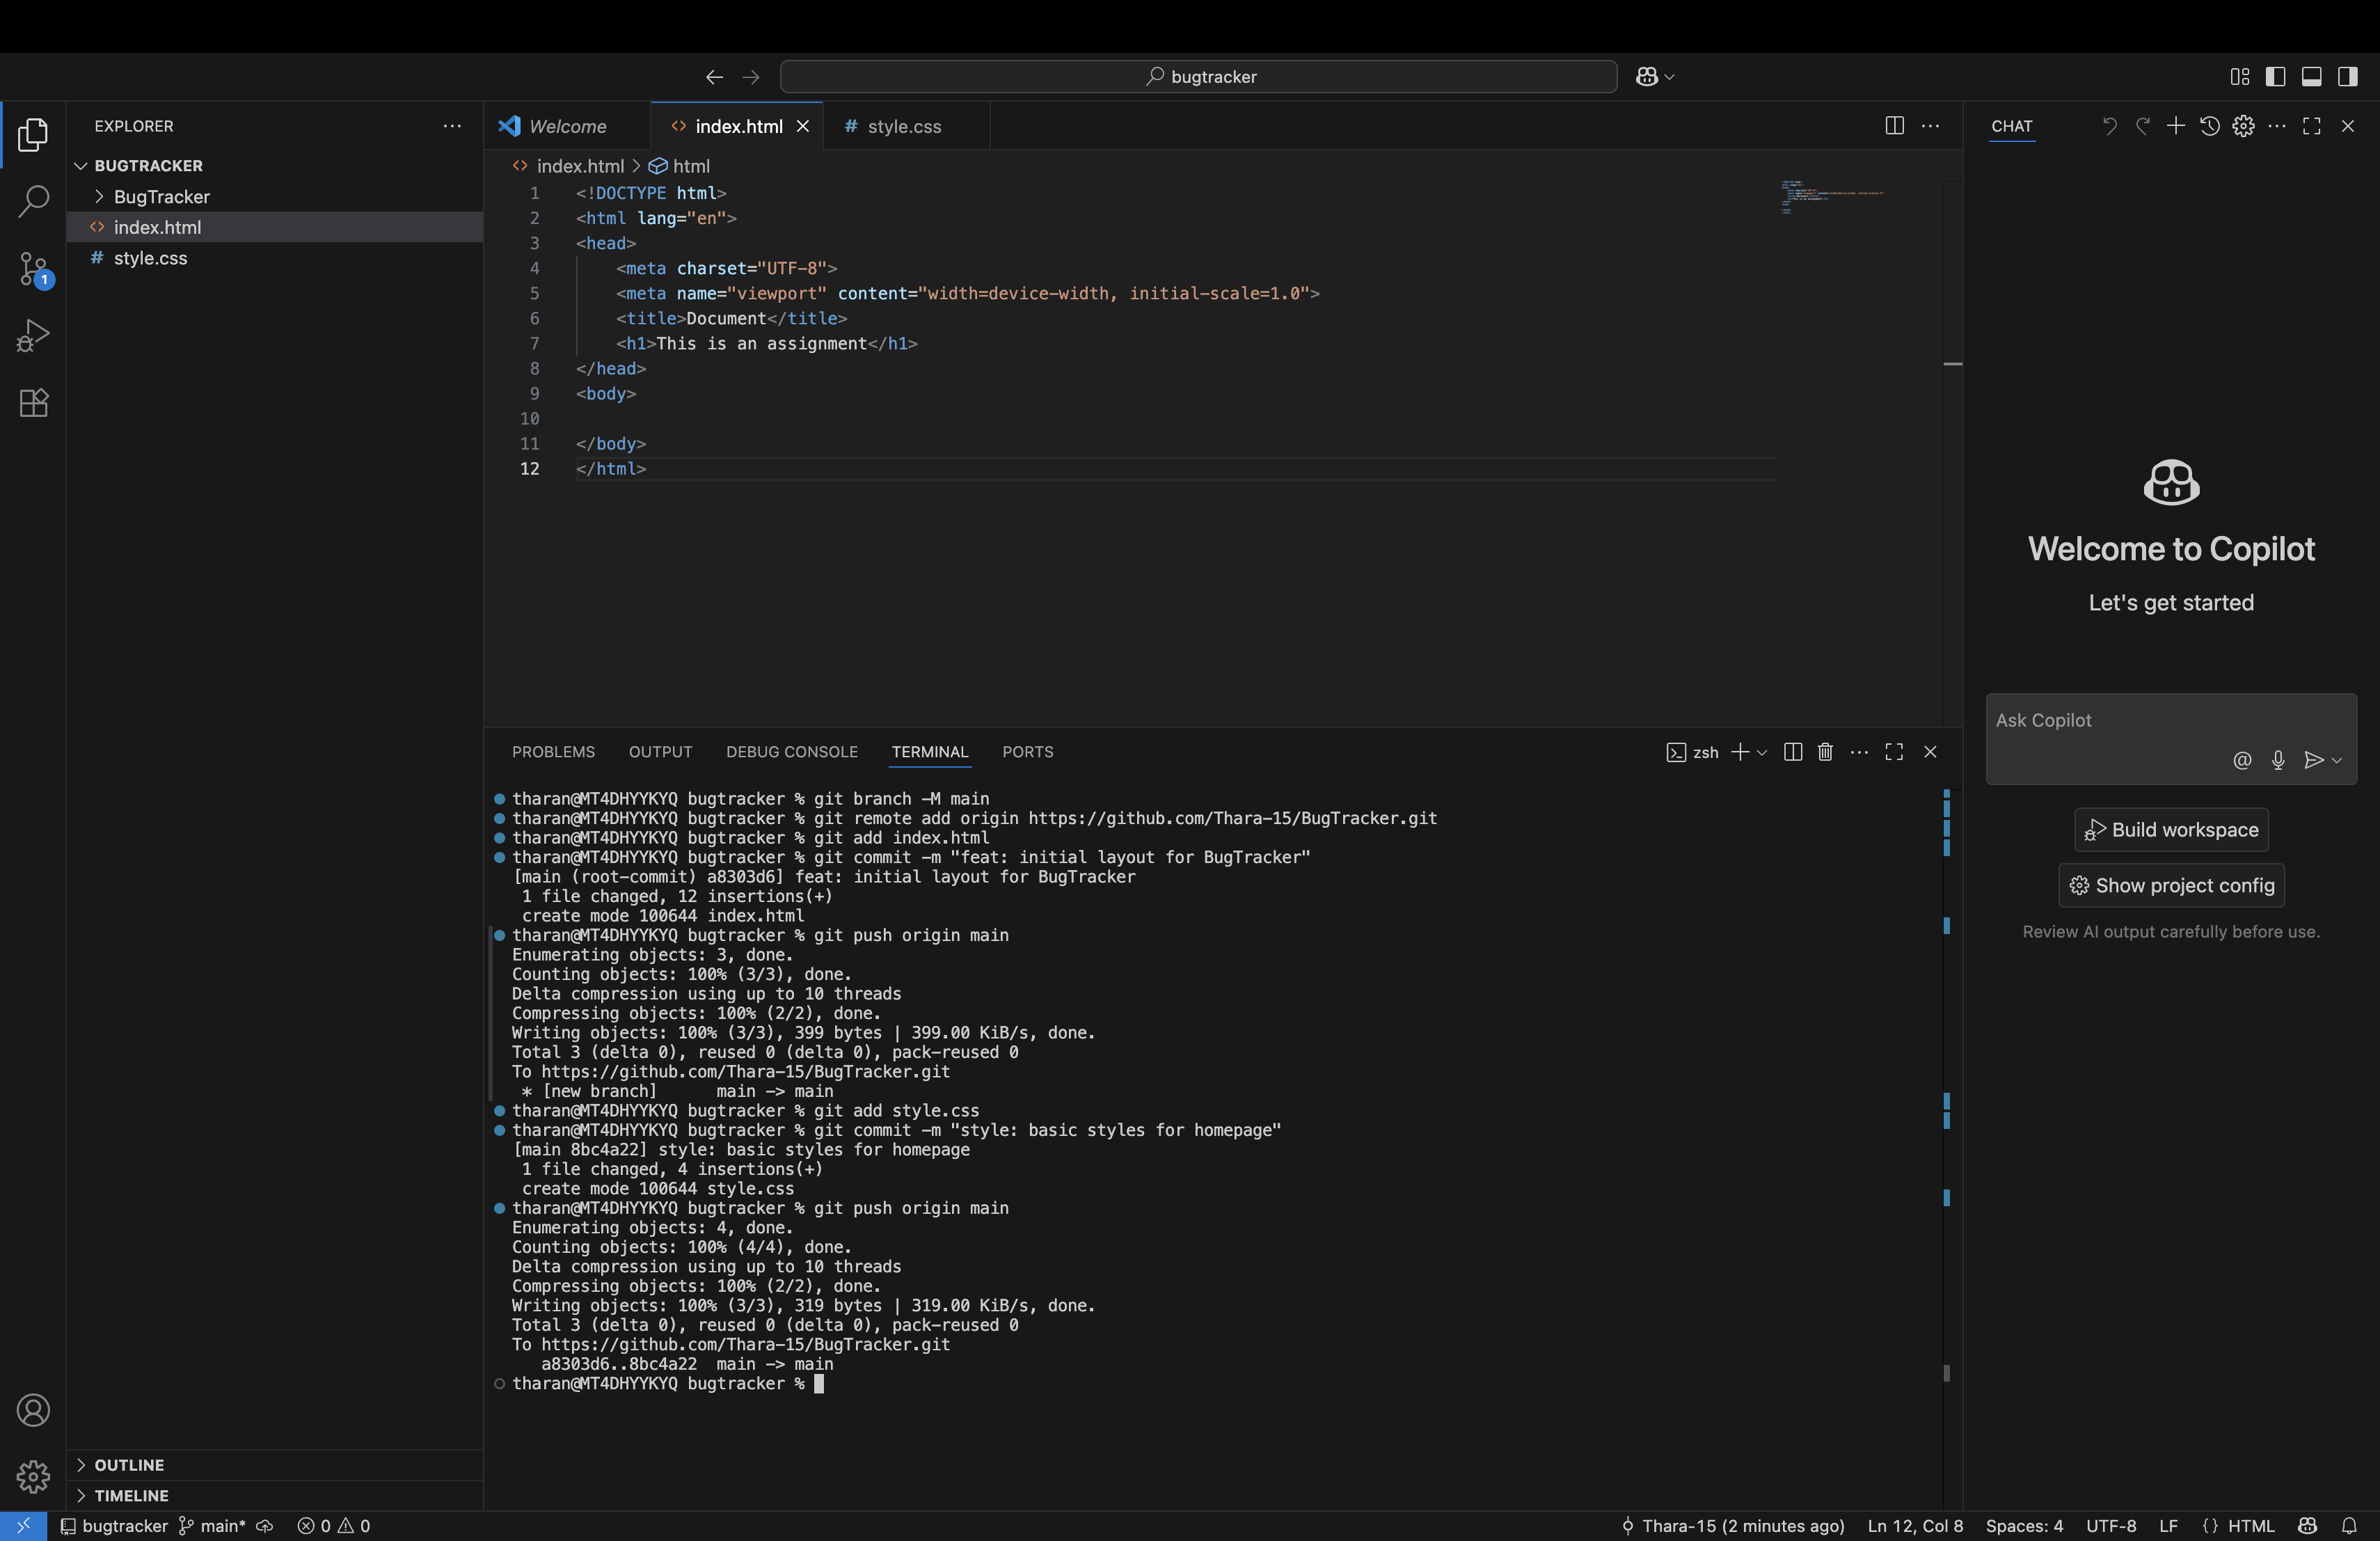 bugtracker
EXPLORER
BUGTRACKER
BugTracker
index.html
style.css
1
OUTLINE
TIMELINE
Welcome
index.html
style.css
index.html > html
1 <!DOCTYPE html>
2 <html lang="en">
3 <head>
4 <meta charset="UTF-8">
5 <meta name="viewport" content="width=device-width, initial-scale=1.0">
6 <title>Document</title>
7 <h1>This is an assignment</h1>
8 </head>
9 <body>
10
11 </body>
12 </html>
PROBLEMS OUTPUT DEBUG CONSOLE TERMINAL PORTS
zsh
tharan@MT4DHYYKYQ bugtracker % git branch -M main
tharan@MT4DHYYKYQ bugtracker % git remote add origin https://github.com/Thara-15/BugTracker.git
tharan@MT4DHYYKYQ bugtracker % git add index.html
tharan@MT4DHYYKYQ bugtracker % git commit -m "feat: initial layout for BugTracker"
[main (root-commit) a8303d6] feat: initial layout for BugTracker
1 file changed, 12 insertions(+)
create mode 100644 index.html
tharan@MT4DHYYKYQ bugtracker % git push origin main
Enumerating objects: 3, done.
Counting objects: 100% (3/3), done.
Delta compression using up to 10 threads
Compressing objects: 100% (2/2), done.
Writing objects: 100% (3/3), 399 bytes | 399.00 KiB/s, done.
Total 3 (delta 0), reused 0 (delta 0), pack-reused 0
To https://github.com/Thara-15/BugTracker.git
* [new branch] main -> main
tharan@MT4DHYYKYQ bugtracker % git add style.css
tharan@MT4DHYYKYQ bugtracker % git commit -m "style: basic styles for homepage"
[main 8bc4a22] style: basic styles for homepage
1 file changed, 4 insertions(+)
create mode 100644 style.css
tharan@MT4DHYYKYQ bugtracker % git push origin main
Enumerating objects: 4, done.
Counting objects: 100% (4/4), done.
Delta compression using up to 10 threads
Compressing objects: 100% (2/2), done.
Writing objects: 100% (3/3), 319 bytes | 319.00 KiB/s, done.
Total 3 (delta 0), reused 0 (delta 0), pack-reused 0
To https://github.com/Thara-15/BugTracker.git
a8303d6..8bc4a22 main -> main
tharan@MT4DHYYKYQ bugtracker %
CHAT
Welcome to Copilot
Let's get started
Ask Copilot
Build workspace
Show project config
Review AI output carefully before use.
bugtracker main* 0 0
Thara-15 (2 minutes ago) Ln 12, Col 8 Spaces: 4 UTF-8 LF {} HTML